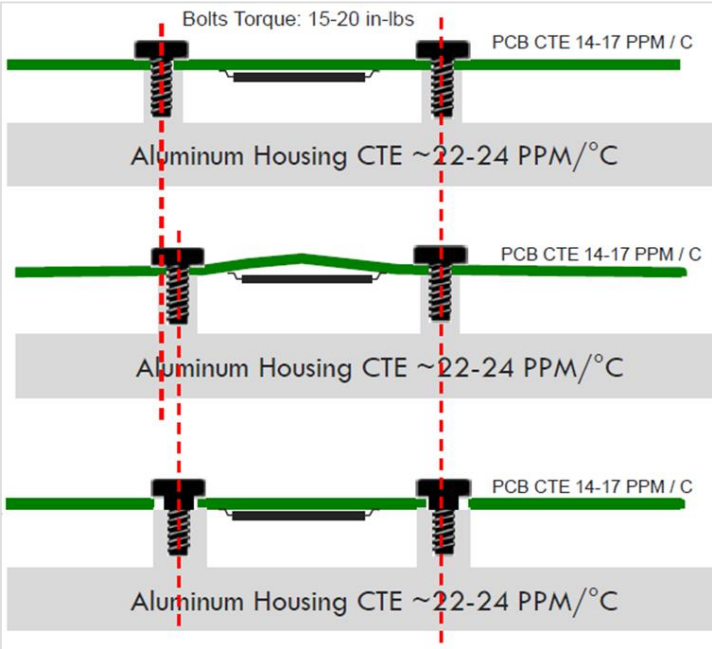 Bolts Torque: 15-20 in-lbs
PCB CTE 14-17 PPM / C
Aluminum Housing CTE ~22-24 PPM/°C
PCB CTE 14-17 PPM / C
Aluminum Housing CTE ~22-24 PPM/°C
PCB CTE 14-17 PPM / C
Aluminum Housing CTE ~22-24 PPM/°C